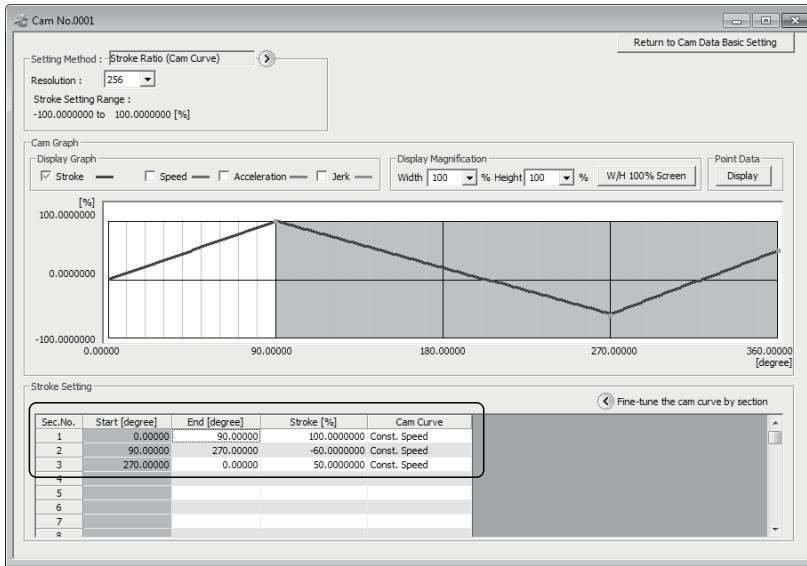 Cam No.0001
Return to Cam Data Basic Setting
Setting Method : Stroke Ratio (Cam Curve)
Resolution : 256
Stroke Setting Range :
-100.0000000 to 100.0000000 [%]
Cam Graph
Display Graph
Stroke Speed Acceleration Jerk
Display Magnification
Width 100 % Height 100 % W/H 100% Screen
Point Data
Display
[%]
100.0000000
0.0000000
-100.0000000
0.00000 90.00000 180.00000 270.00000 360.00000
[degree]
Stroke Setting
Fine-tune the cam curve by section
Sec.No. Start [degree] End [degree] Stroke [%] Cam Curve
1 0.00000 90.00000 100.0000000 Const. Speed
2 90.00000 270.00000 -60.0000000 Const. Speed
3 270.00000 0.00000 50.0000000 Const. Speed
4
5
6
7
8